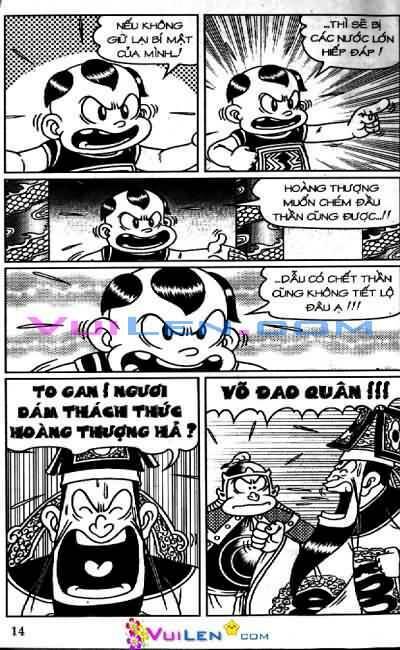 NẾU KHÔNG
GIỮ LẠI BÍ MẬT
CỦA MÌNH...!
...THÌ SẼ BỊ
CÁC NƯỚC LỚN
HIẾP ĐÁP!
HOÀNG THƯỢNG
MUỐN CHÉM ĐẦU
THẦN CŨNG ĐƯỢC...!!
...DẪU CÓ CHẾT THẦN
CŨNG KHÔNG TIẾT LỘ
ĐÂU Ạ!!!
VuiLen.com
TO GAN! NGƯƠI
DÁM THÁCH THỨC
HOÀNG THƯỢNG HẢ?
VÕ ĐAO QUÂN!!!
14
VuiLen.com